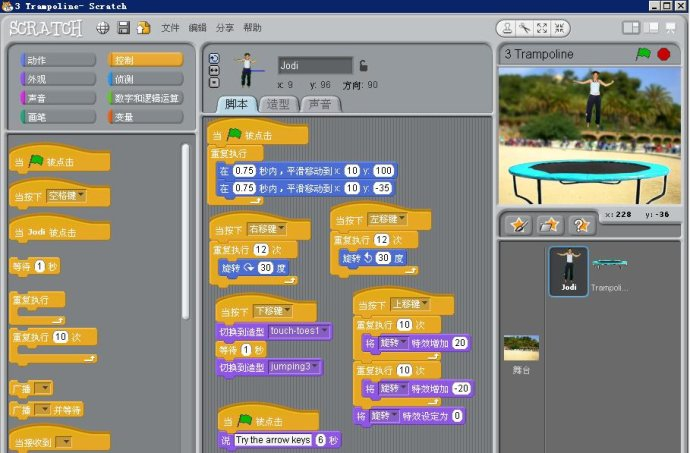 3 Trampoline- Scratch
SCRATCH
文件 编辑 分享 帮助
动作 控制
外观 侦测
声音 数字和逻辑运算
画笔 变量
当 被点击
当按下 空格键
当 Jodi 被点击
等待 1 秒
重复执行
重复执行 10 次
广播
广播 并等待
当接收到
Jodi
x: 9 y: 96 方向: 90
脚本 造型 声音
当 被点击
重复执行
在 0.75 秒内，平滑移动到 x: 10 y: 100
在 0.75 秒内，平滑移动到 x: 10 y: -35
当按下 右移键
重复执行 12 次
旋转 30 度
当按下 左移键
重复执行 12 次
旋转 30 度
当按下 下移键
切换到造型 touch-toes1
等待 1 秒
切换到造型 jumping3
当按下 上移键
重复执行 10 次
将 旋转 特效增加 20
重复执行 10 次
将 旋转 特效增加 -20
将 旋转 特效设定为 0
当 被点击
说 Try the arrow keys 6 秒
3 Trampoline
x: 228 y: -36
Jodi
Trampoli...
舞台